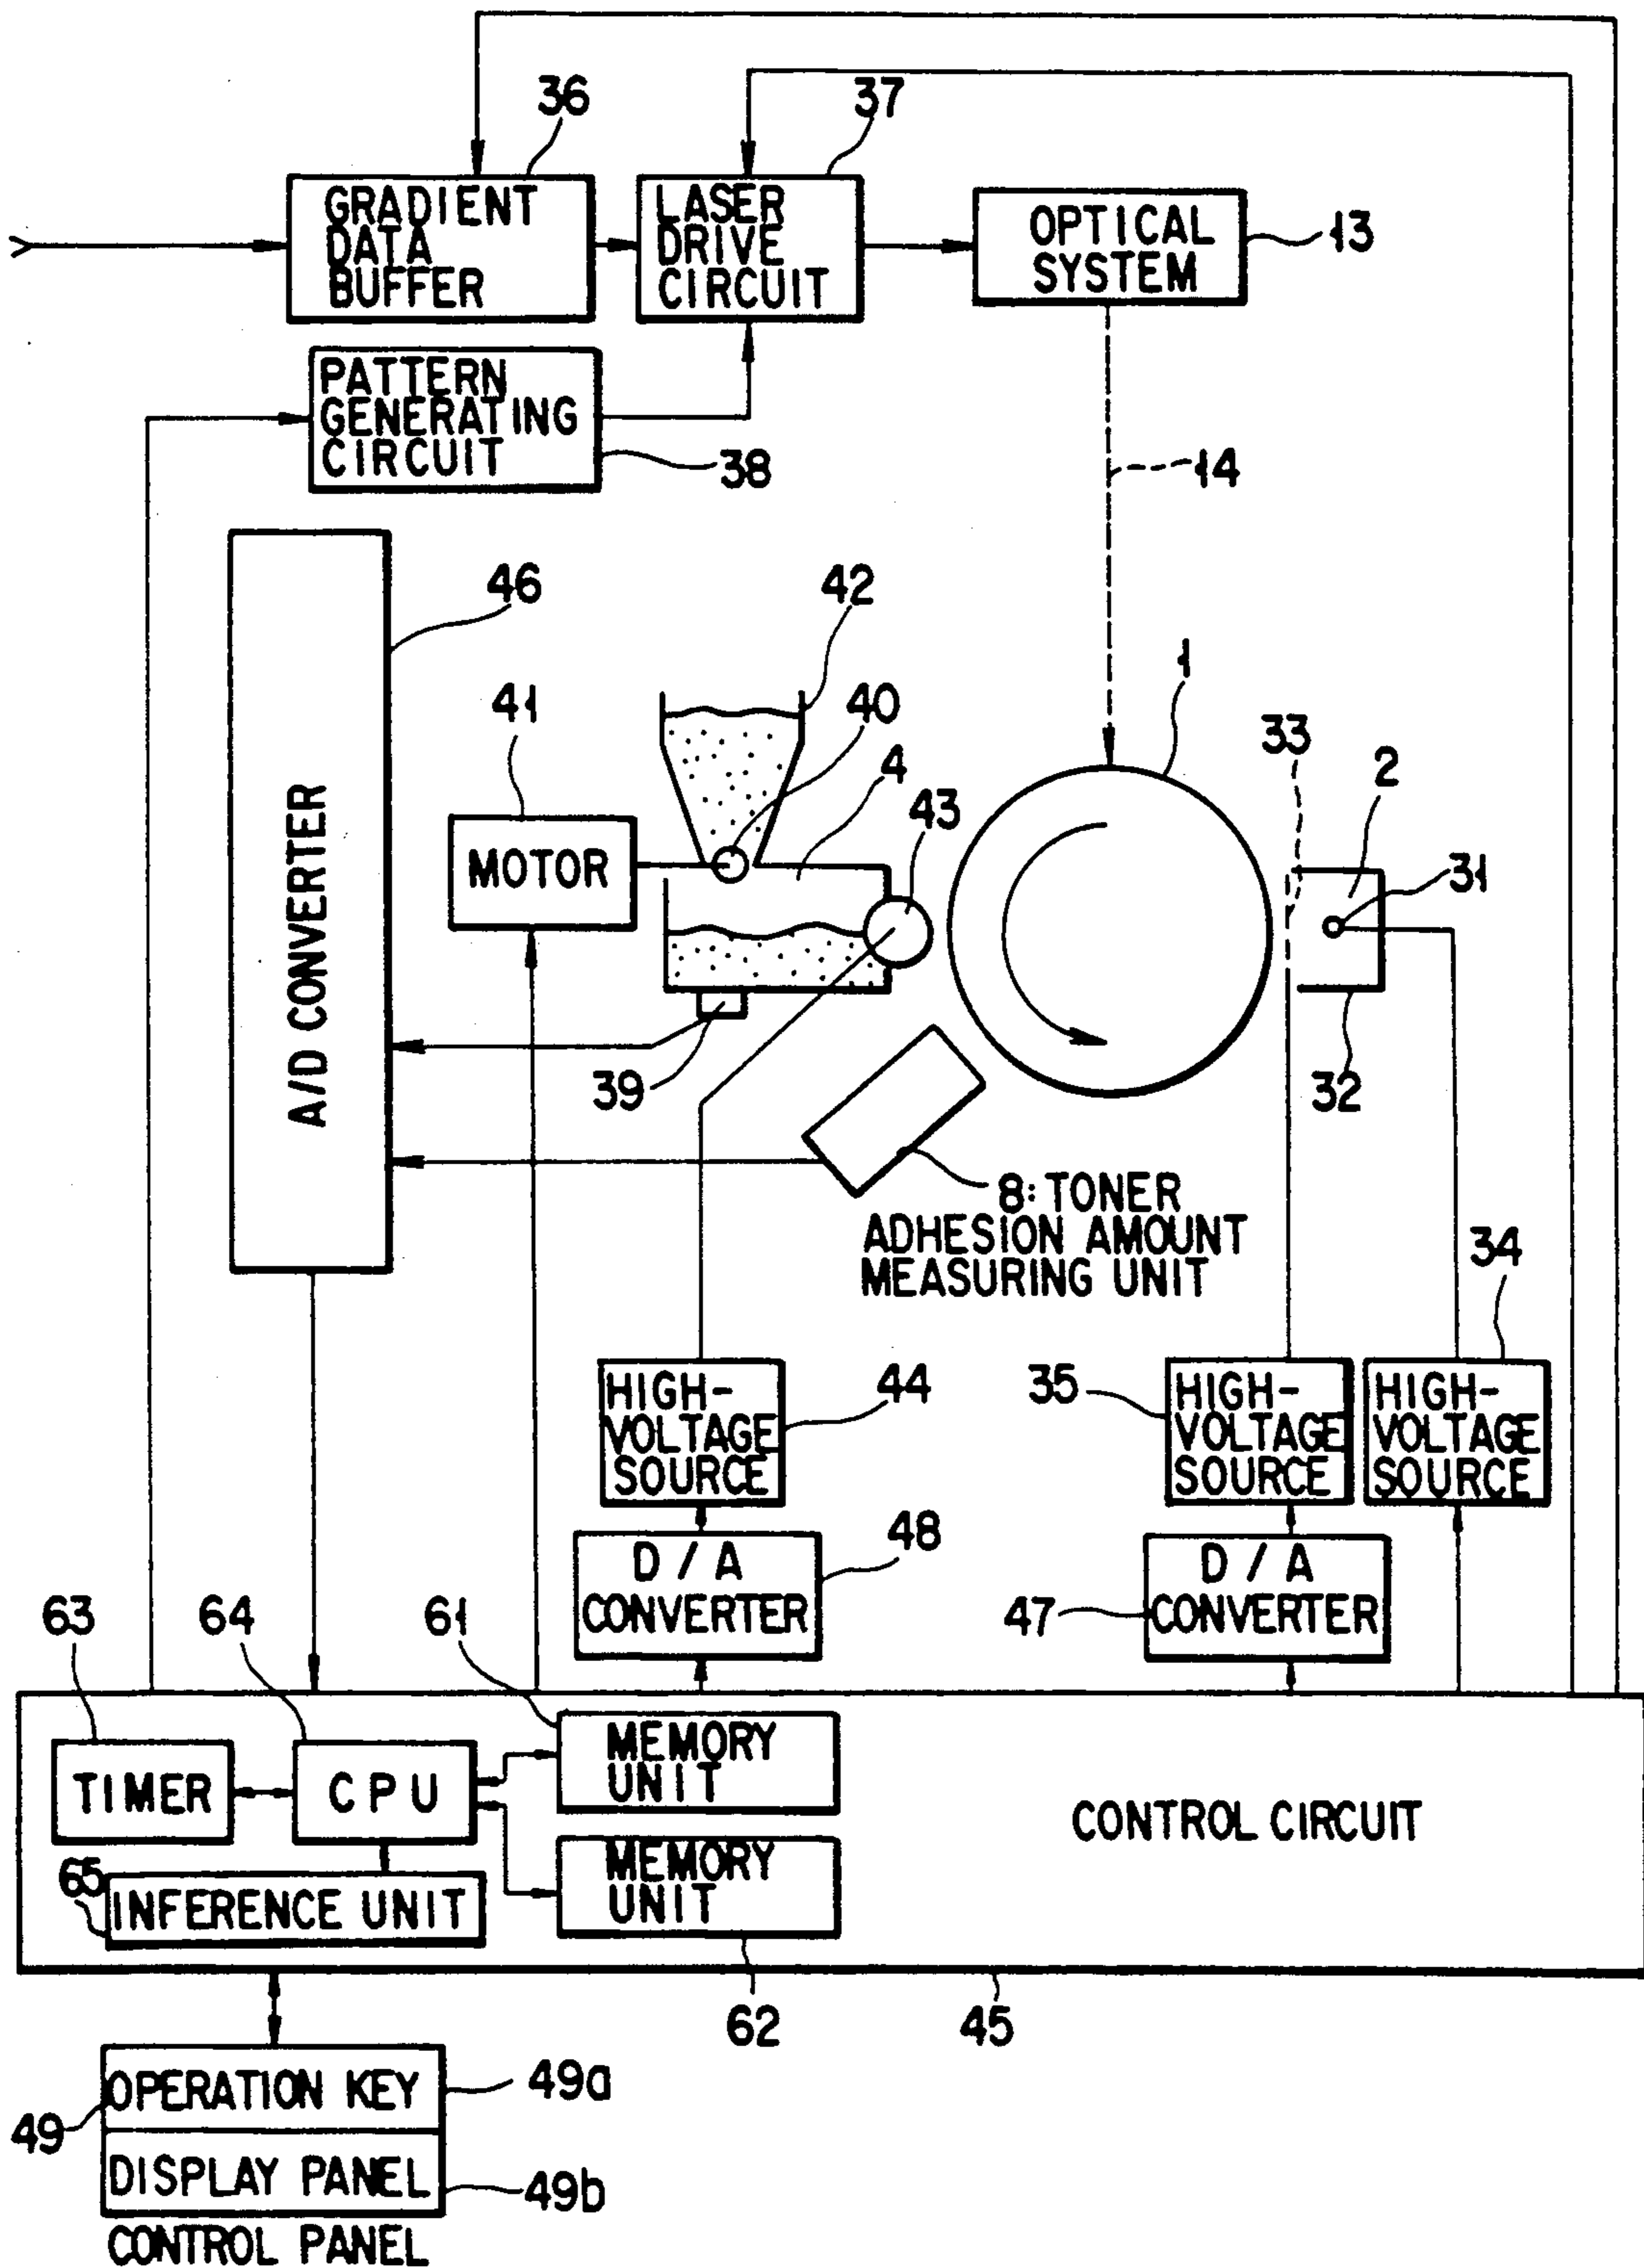 36
37
GRADIENT
DATA
BUFFER
LASER
DRIVE
CIRCUIT
OPTICAL
SYSTEM
13
PATTERN
GENERATING
CIRCUIT
38
14
46
42
41
40
4
43
1
33
2
31
MOTOR
A/D CONVERTER
39
32
8: TONER
ADHESION AMOUNT
MEASURING UNIT
34
HIGH-
VOLTAGE
SOURCE
44
35
HIGH-
VOLTAGE
SOURCE
HIGH-
VOLTAGE
SOURCE
D / A
CONVERTER
48
47
D / A
CONVERTER
63
64
61
TIMER
CPU
MEMORY
UNIT
CONTROL CIRCUIT
65
INFERENCE UNIT
MEMORY
UNIT
62
45
OPERATION KEY
49a
49
DISPLAY PANEL
49b
CONTROL PANEL